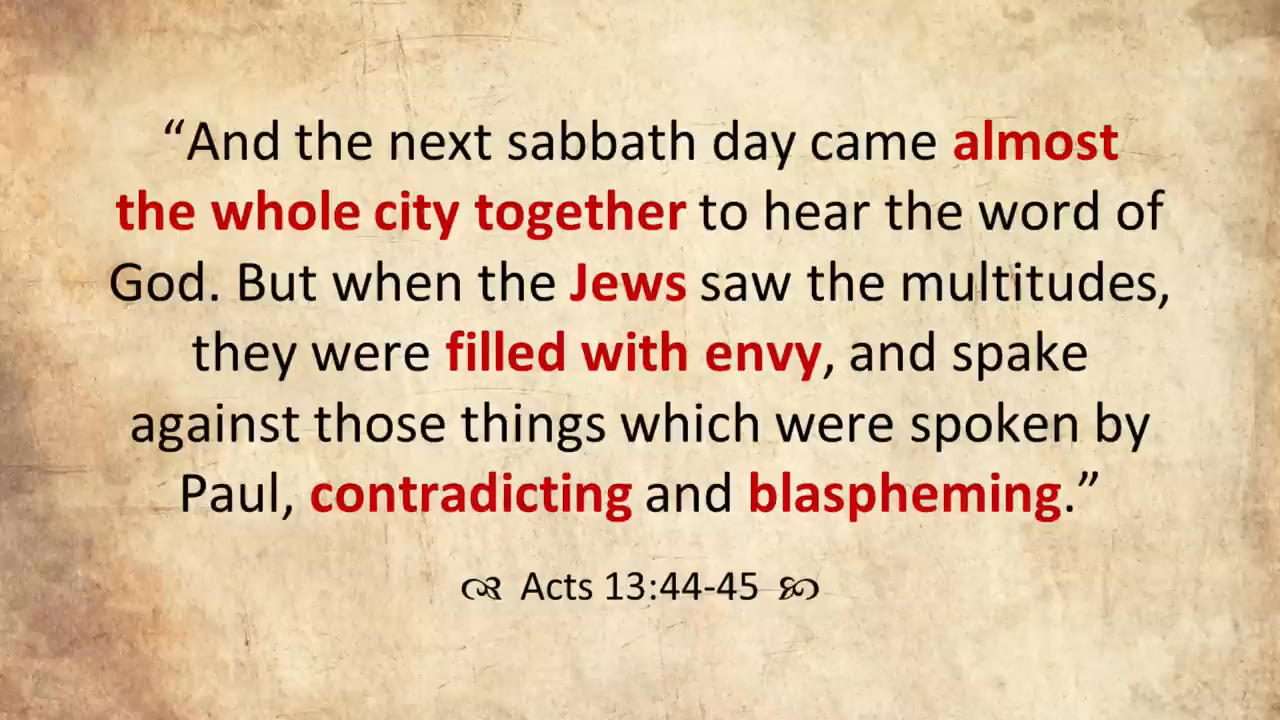 “And the next sabbath day came almost
the whole city together to hear the word of
God. But when the Jews saw the multitudes,
they were filled with envy, and spake
against those things which were spoken by
Paul, contradicting and blaspheming.”
Acts 13:44-45